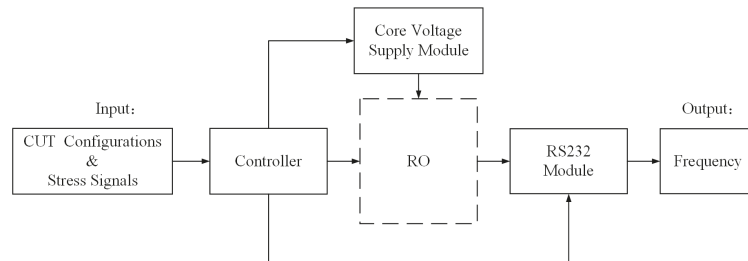 Core Voltage
Supply Module
Input:
Output:
CUT Configurations
&
Stress Signals
Controller
RO
RS232
Module
Frequency